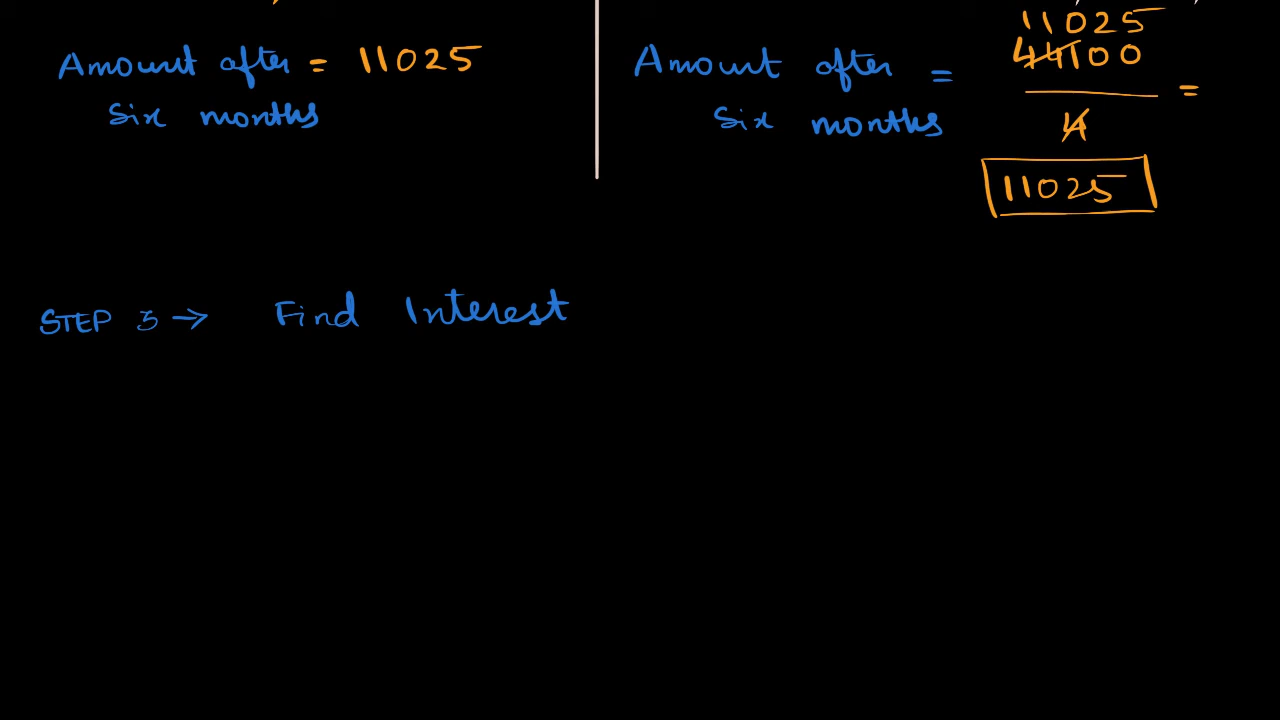 Amount after = 11025
six months
11025
Amount after = 44100 =
six months 4
11025
STEP 3 → Find Interest